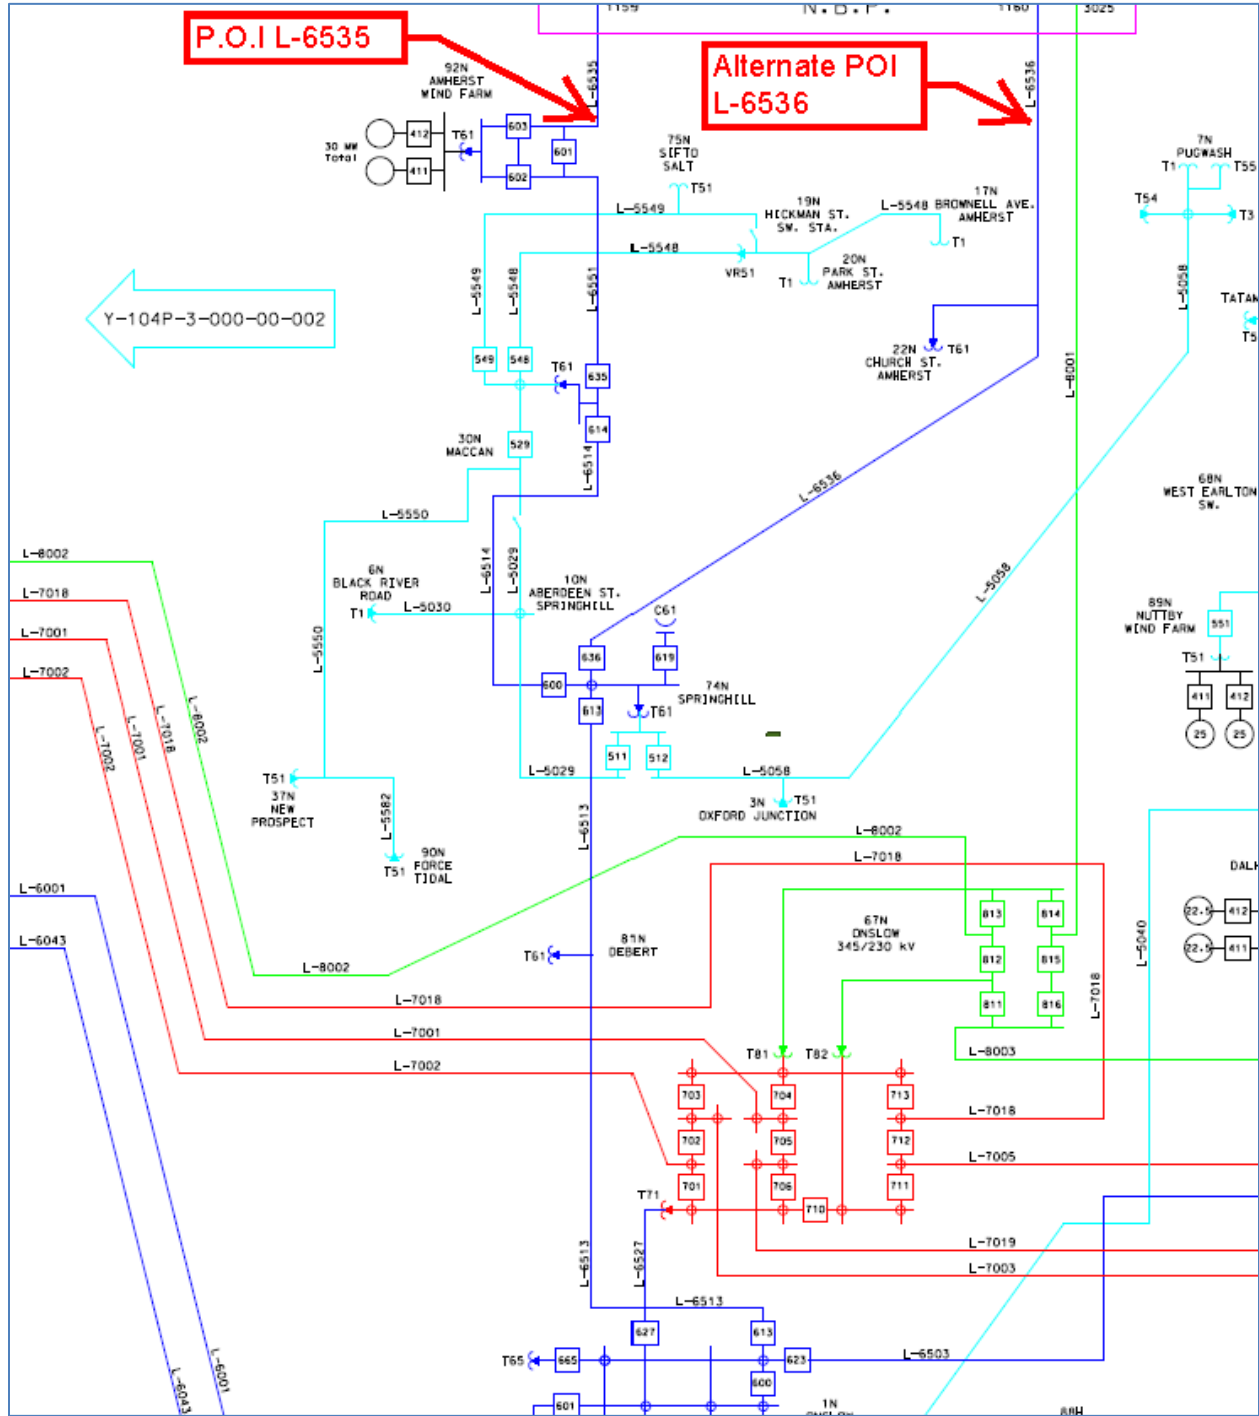 1159
N.B.P.
1160
3025
P.O.I L-6535
Alternate POI
L-6536
92N
AMHERST
WIND FARM
L-6535
L-6536
30 MW
Total
412
411
T61
603
601
602
75N
SIFTO
SALT
T51
7N
PUGWASH
T1
T55
T54
T3
L-5549
19N
HICKMAN ST.
SW. STA.
L-5548
17N
BROWNELL AVE.
AMHERST
T1
L-5548
VR51
20N
PARK ST.
AMHERST
T1
L-5549
L-5548
L-6551
L-5058
Y-104P-3-000-00-002
22N
CHURCH ST.
AMHERST
T61
L-8001
549
548
T61
635
614
30N
MACCAN
529
L-6514
L-6536
68N
WEST EARLTON
SW.
L-5550
L-8002
L-6514
L-5029
6N
BLACK RIVER
ROAD
T1
L-5030
10N
ABERDEEN ST.
SPRINGHILL
L-5058
L-7018
L-7001
L-7002
C61
89N
NUTTBY
WIND FARM
551
T51
411
412
25
25
L-5550
636
619
600
613
74N
SPRINGHILL
T61
L-8002
L-7018
L-7001
L-7002
511
512
L-5029
L-5058
T51
37N
NEW
PROSPECT
L-5582
3N
OXFORD JUNCTION
T51
90N
FORCE
TIDAL
T51
L-6513
L-8002
L-7018
L-6001
L-6043
67N
ONSLOW
345/230 kV
813
814
812
815
811
816
22.5
412
22.5
411
L-5040
81N
DEBERT
T61
L-8002
L-7018
L-7018
L-7001
L-7002
T81
T82
L-8003
703
704
713
L-7018
702
705
712
L-7005
701
706
711
T71
710
L-6513
L-6527
L-7019
L-7003
L-6513
627
613
T65
665
623
L-6503
600
601
1N
L-6043
L-6001